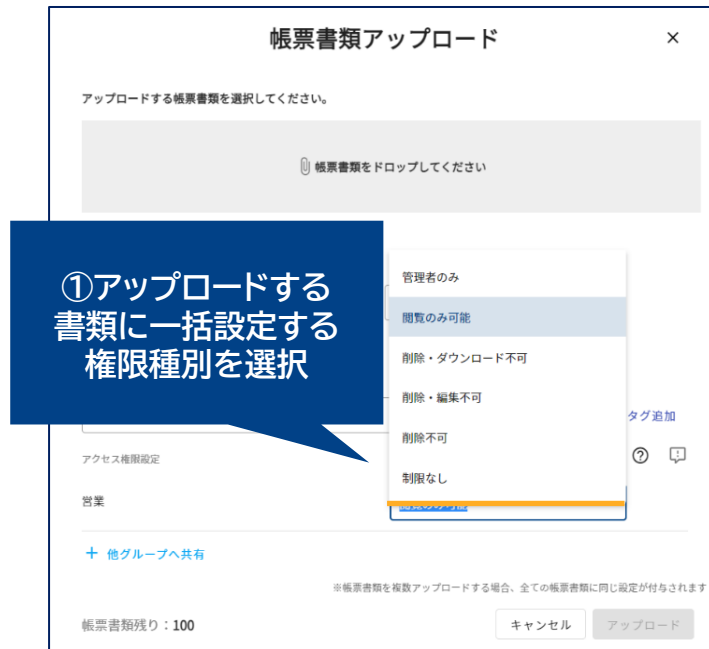 帳票書類アップロード
×
アップロードする帳票書類を選択してください。
帳票書類をドロップしてください
①アップロードする
書類に一括設定する
権限種別を選択
管理者のみ
閲覧のみ可能
削除・ダウンロード不可
削除・編集不可
削除不可
制限なし
タグ追加
アクセス権限設定
営業
閲覧のみ可能
+ 他グループへ共有
※帳票書類を複数アップロードする場合、全ての帳票書類に同じ設定が付与されます
帳票書類残り：100
キャンセル
アップロード